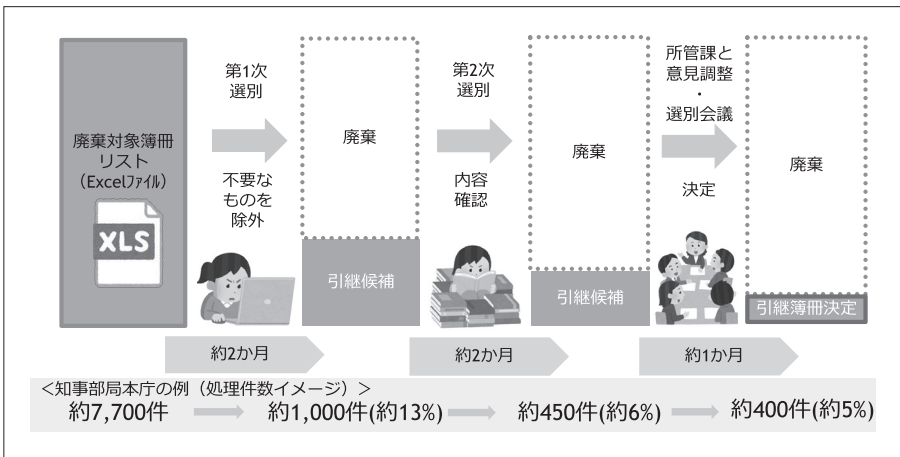 廃棄対象簿冊
リスト
（Excelファイル）
XLS
第1次
選別
不要な
ものを
除外
廃棄
引継候補
第2次
選別
内容
確認
廃棄
引継候補
所管課と
意見調整
・
選別会議
決定
廃棄
引継簿冊決定
約2か月
約2か月
約1か月
＜知事部局本庁の例（処理件数イメージ）＞
約7,700件
約1,000件(約13%)
約450件(約6%)
約400件(約5%)